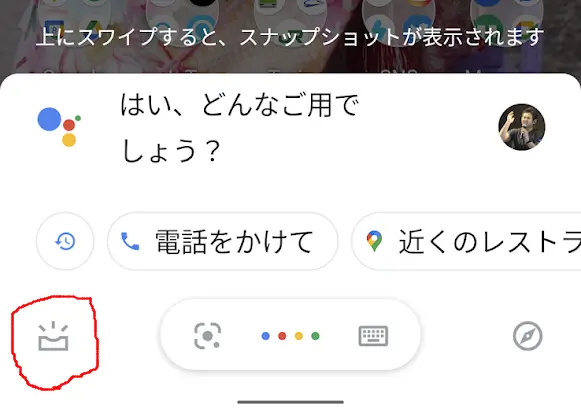 上にスワイプすると、スナップショットが表示されます
はい、どんなご用で
しょう？
電話をかけて
近くのレストラ